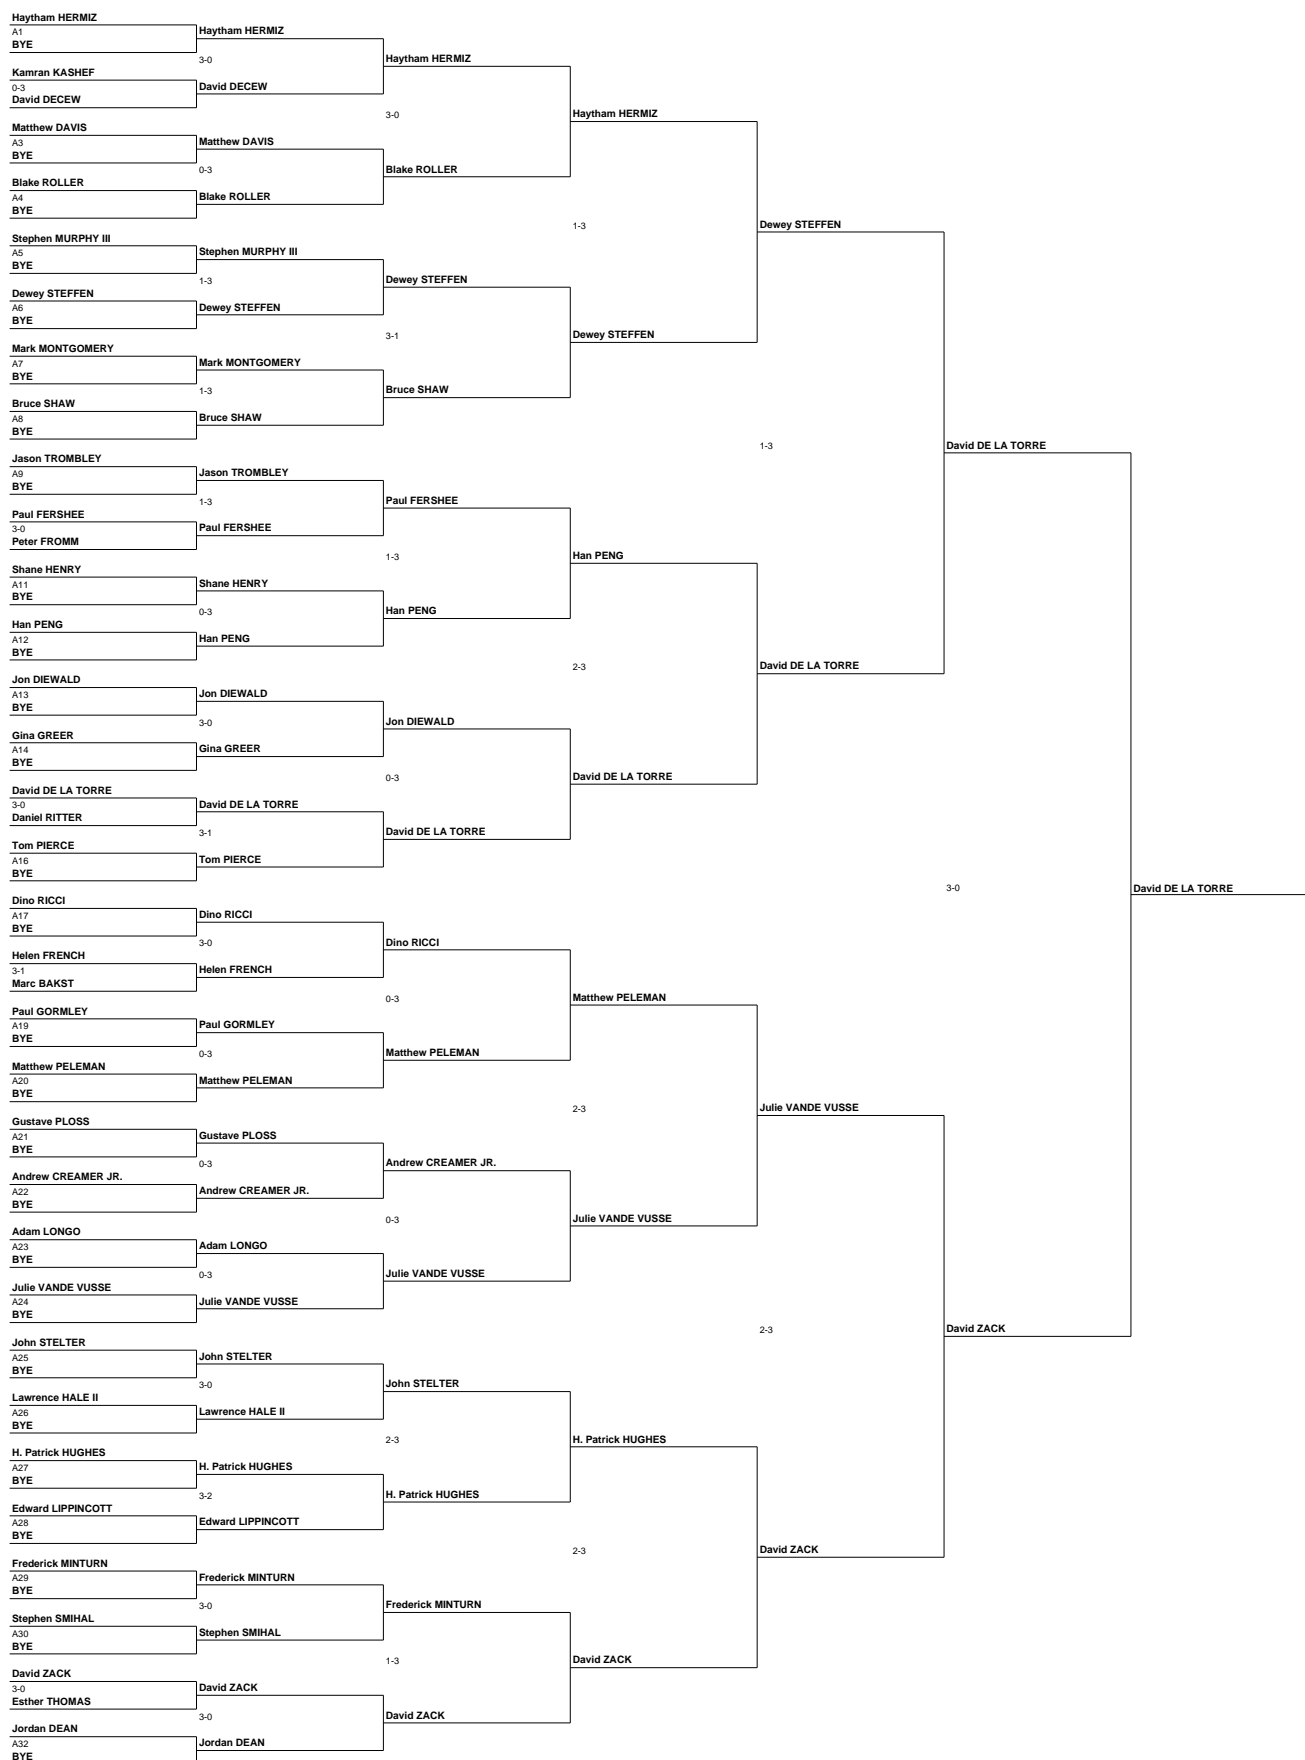 Haytham HERMIZ
A1
BYE
Haytham HERMIZ
3-0
Haytham HERMIZ
Kamran KASHEF
0-3
David DECEW
David DECEW
3-0
Haytham HERMIZ
Matthew DAVIS
A3
BYE
Matthew DAVIS
0-3
Blake ROLLER
Blake ROLLER
A4
BYE
Blake ROLLER
1-3
Dewey STEFFEN
Stephen MURPHY III
A5
BYE
Stephen MURPHY III
1-3
Dewey STEFFEN
Dewey STEFFEN
A6
BYE
Dewey STEFFEN
3-1
Dewey STEFFEN
Mark MONTGOMERY
A7
BYE
Mark MONTGOMERY
1-3
Bruce SHAW
Bruce SHAW
A8
BYE
Bruce SHAW
1-3
David DE LA TORRE
Jason TROMBLEY
A9
BYE
Jason TROMBLEY
1-3
Paul FERSHEE
Paul FERSHEE
3-0
Peter FROMM
Paul FERSHEE
1-3
Han PENG
Shane HENRY
A11
BYE
Shane HENRY
0-3
Han PENG
Han PENG
A12
BYE
Han PENG
2-3
David DE LA TORRE
Jon DIEWALD
A13
BYE
Jon DIEWALD
3-0
Jon DIEWALD
Gina GREER
A14
BYE
Gina GREER
0-3
David DE LA TORRE
David DE LA TORRE
3-0
Daniel RITTER
David DE LA TORRE
3-1
David DE LA TORRE
Tom PIERCE
A16
BYE
Tom PIERCE
3-0
David DE LA TORRE
Dino RICCI
A17
BYE
Dino RICCI
3-0
Dino RICCI
Helen FRENCH
3-1
Marc BAKST
Helen FRENCH
0-3
Matthew PELEMAN
Paul GORMLEY
A19
BYE
Paul GORMLEY
0-3
Matthew PELEMAN
Matthew PELEMAN
A20
BYE
Matthew PELEMAN
2-3
Julie VANDE VUSSE
Gustave PLOSS
A21
BYE
Gustave PLOSS
0-3
Andrew CREAMER JR.
Andrew CREAMER JR.
A22
BYE
Andrew CREAMER JR.
0-3
Julie VANDE VUSSE
Adam LONGO
A23
BYE
Adam LONGO
0-3
Julie VANDE VUSSE
Julie VANDE VUSSE
A24
BYE
Julie VANDE VUSSE
2-3
David ZACK
John STELTER
A25
BYE
John STELTER
3-0
John STELTER
Lawrence HALE II
A26
BYE
Lawrence HALE II
2-3
H. Patrick HUGHES
H. Patrick HUGHES
A27
BYE
H. Patrick HUGHES
3-2
H. Patrick HUGHES
Edward LIPPINCOTT
A28
BYE
Edward LIPPINCOTT
2-3
David ZACK
Frederick MINTURN
A29
BYE
Frederick MINTURN
3-0
Frederick MINTURN
Stephen SMIHAL
A30
BYE
Stephen SMIHAL
1-3
David ZACK
David ZACK
3-0
Esther THOMAS
David ZACK
3-0
David ZACK
Jordan DEAN
A32
BYE
Jordan DEAN